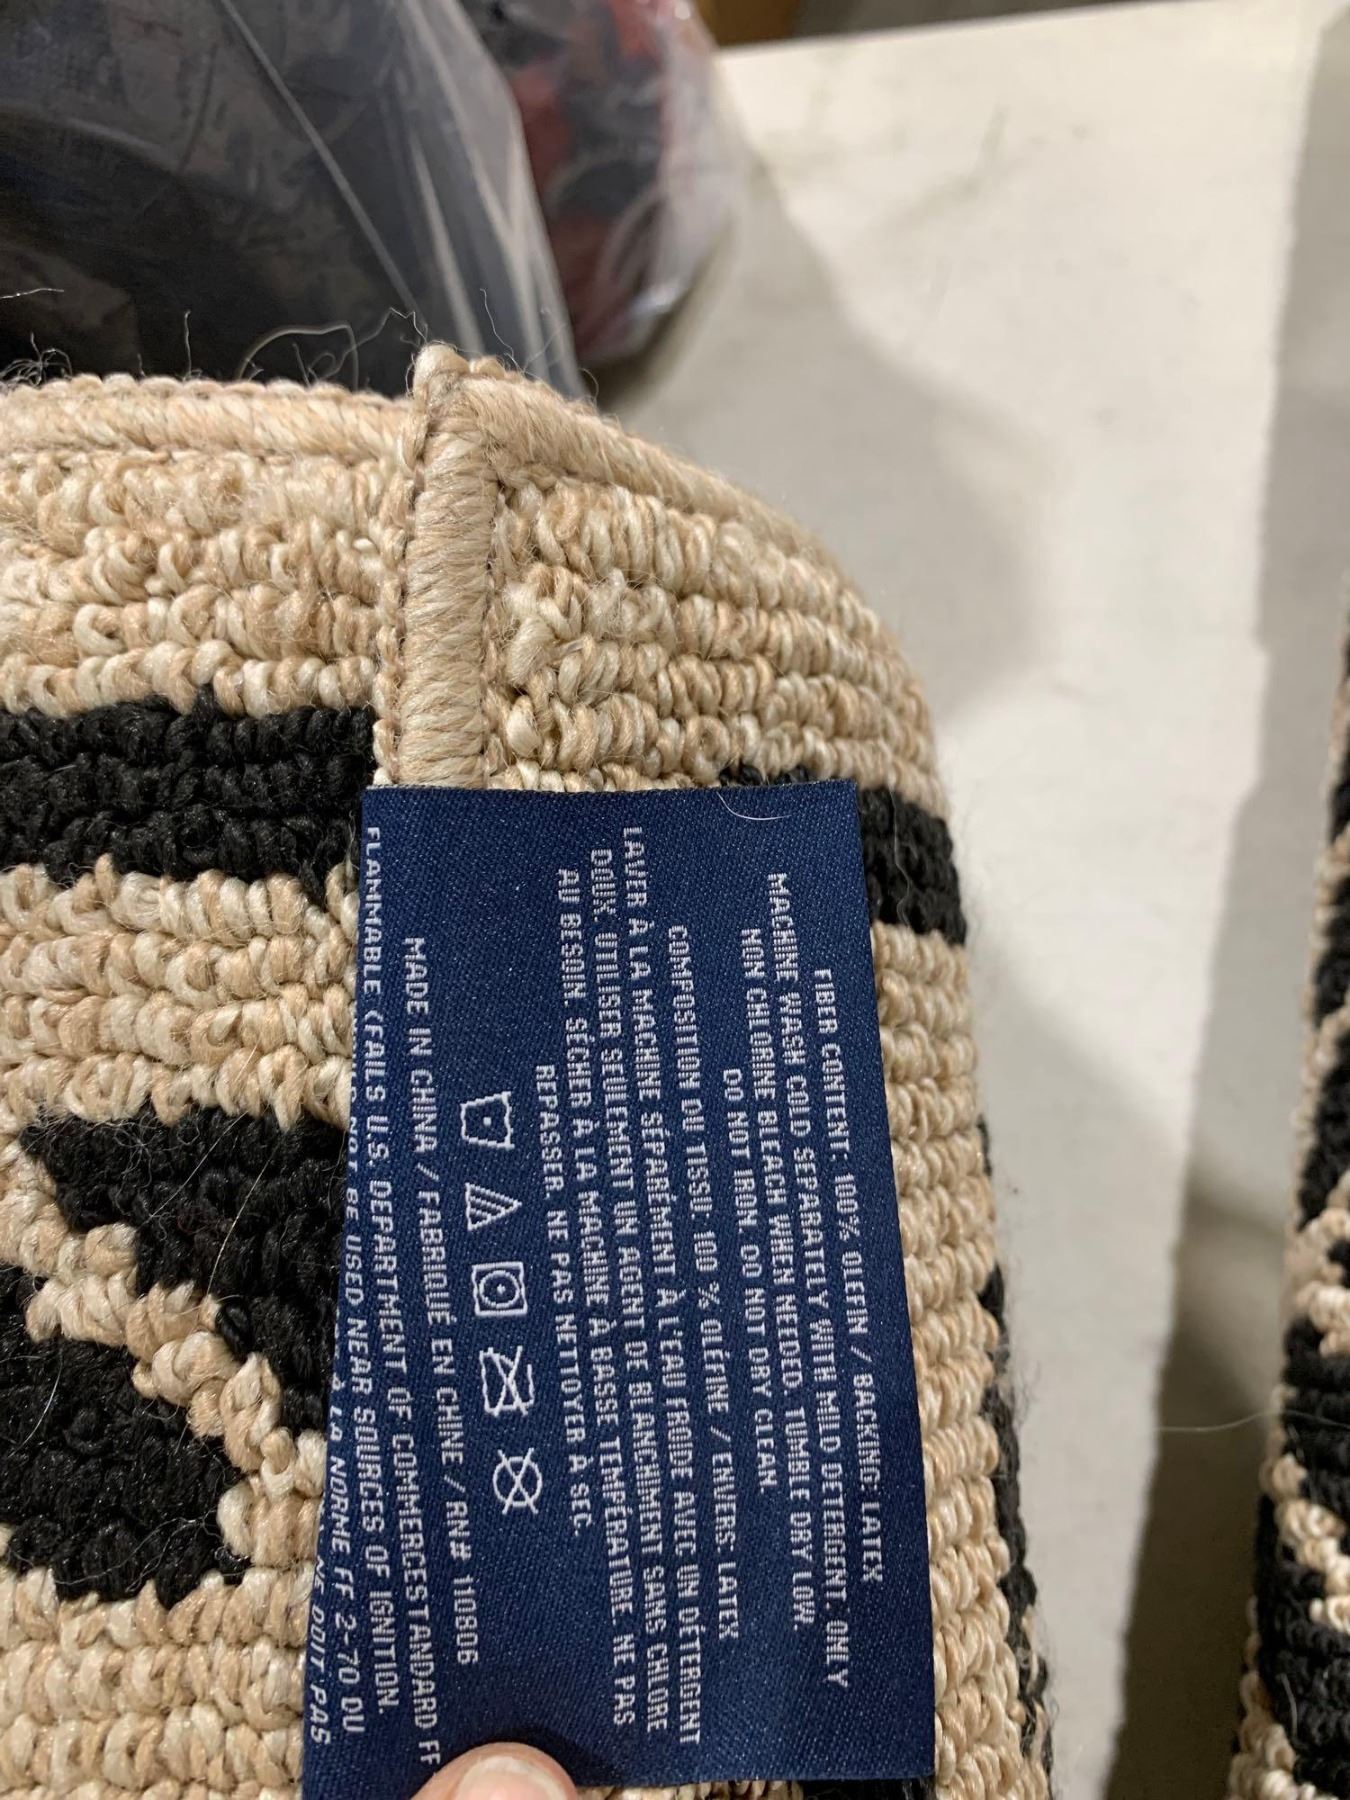 FIBER CONTENT: 100% OLEFIN / BACKING: LATEX
MACHINE WASH COLD SEPARATELY WITH MILD DETERGENT. ONLY
NON CHLORINE BLEACH WHEN NEEDED. TUMBLE DRY LOW.
DO NOT IRON. DO NOT DRY CLEAN.
COMPOSITION DU TISSU: 100 % OLÉFINE / ENVERS: LATEX
LAVER À LA MACHINE SÉPARÉMENT À L'EAU FROIDE AVEC UN DÉTERGENT
DOUX. UTILISER SEULEMENT UN AGENT DE BLANCHIMENT SANS CHLORE
AU BESOIN. SÉCHER À LA MACHINE À BASSE TEMPÉRATURE. NE PAS
REPASSER. NE PAS NETTOYER À SEC.
MADE IN CHINA / FABRIQUÉ EN CHINE / RN# 110806
FLAMMABLE (FAILS U.S. DEPARTMENT OF COMMERCESTANDARD FF
NOT BE USED NEAR SOURCES OF IGNITION.
À LA NORME FF 2-70 DU
NE DOIT PAS